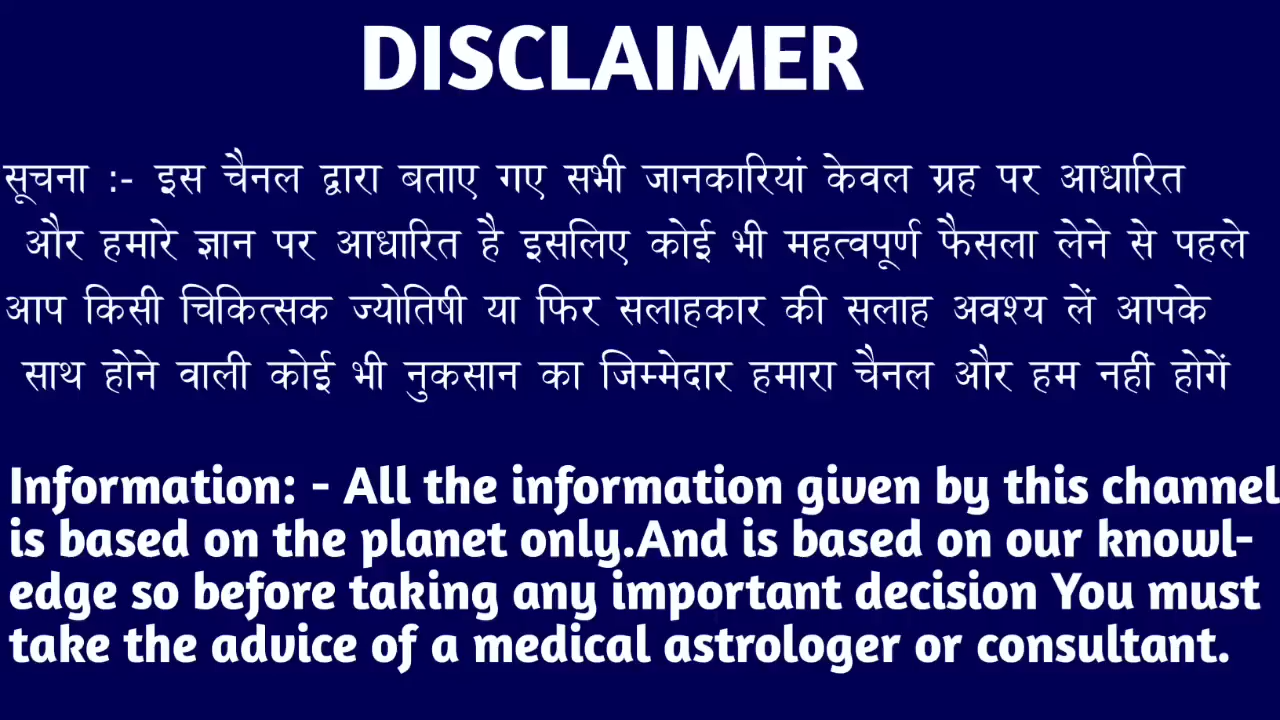 DISCLAIMER
सूचना :- इस चैनल द्वारा बताए गए सभी जानकारियां केवल ग्रह पर आधारित
और हमारे ज्ञान पर आधारित है इसलिए कोई भी महत्वपूर्ण फैसला लेने से पहले
आप किसी चिकित्सक ज्योतिषी या फिर सलाहकार की सलाह अवश्य लें आपके
साथ होने वाली कोई भी नुकसान का जिम्मेदार हमारा चैनल और हम नहीं होगें
Information: - All the information given by this channel
is based on the planet only.And is based on our knowl-
edge so before taking any important decision You must
take the advice of a medical astrologer or consultant.